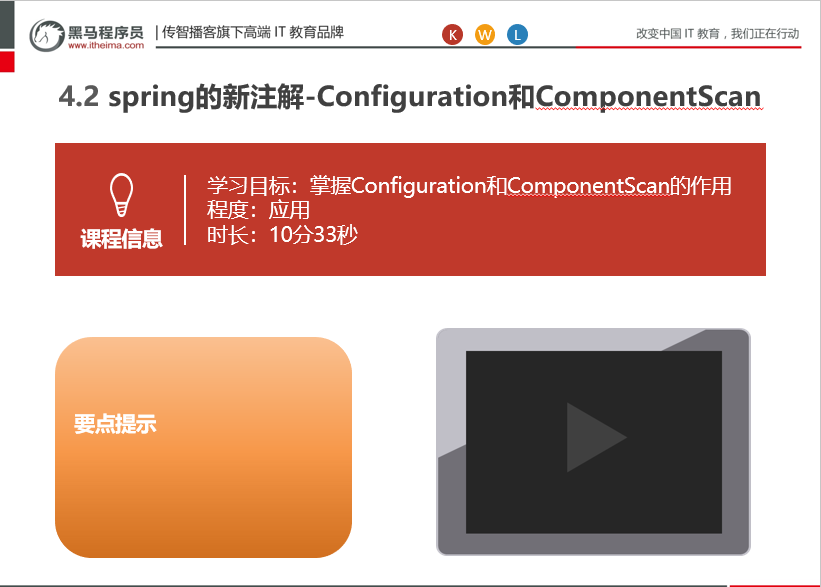 黑马程序员
www.itheima.com
传智播客旗下高端 IT 教育品牌
K W L
改变中国 IT 教育，我们正在行动
4.2 spring的新注解-Configuration和ComponentScan
课程信息
学习目标：掌握Configuration和ComponentScan的作用
程度：应用
时长：10分33秒
要点提示